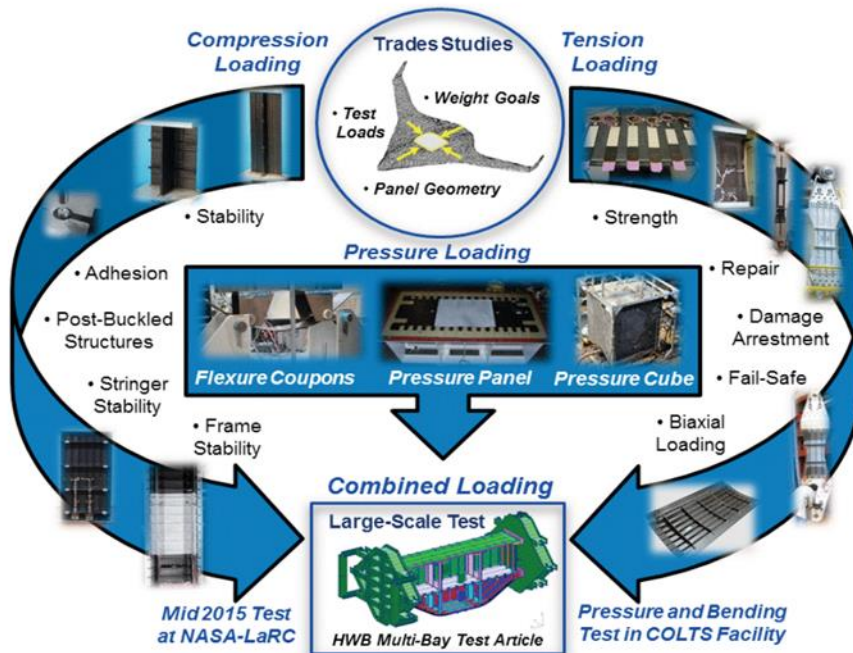 Compression
Loading
Trades Studies
• Weight Goals
• Test
Loads
• Panel Geometry
Tension
Loading
• Stability
• Adhesion
• Post-Buckled
Structures
• Stringer
Stability
• Frame
Stability
Pressure Loading
Flexure Coupons
Pressure Panel
Pressure Cube
• Strength
• Repair
• Damage
Arrestment
• Fail-Safe
• Biaxial
Loading
Combined Loading
Large-Scale Test
HWB Multi-Bay Test Article
Mid 2015 Test
at NASA-LaRC
Pressure and Bending
Test in COLTS Facility